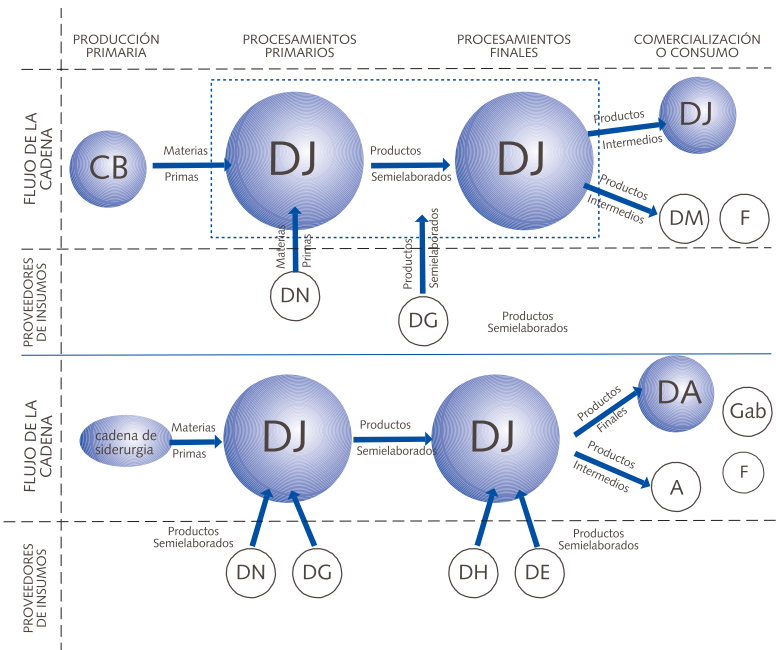 PRODUCCIÓN
PRIMARIA
PROCESAMIENTOS
PRIMARIOS
PROCESAMIENTOS
FINALES
COMERCIALIZACIÓN
O CONSUMO
FLUJO DE LA
CADENA
CB
Materias
Primas
DJ
Productos
Semielaborados
DJ
Productos
Intermedios
DJ
Productos
Intermedios
DM
F
Materias
Primas
Productos
Semielaborados
PROVEEDORES
DE INSUMOS
DN
DG
Productos
Semielaborados
FLUJO DE LA
CADENA
cadena de
siderurgia
Materias
Primas
DJ
Productos
Semielaborados
DJ
Productos
Finales
DA
Gab
Productos
Intermedios
A
F
PROVEEDORES
DE INSUMOS
Productos
Semielaborados
DN
DG
DH
DE
Productos
Semielaborados